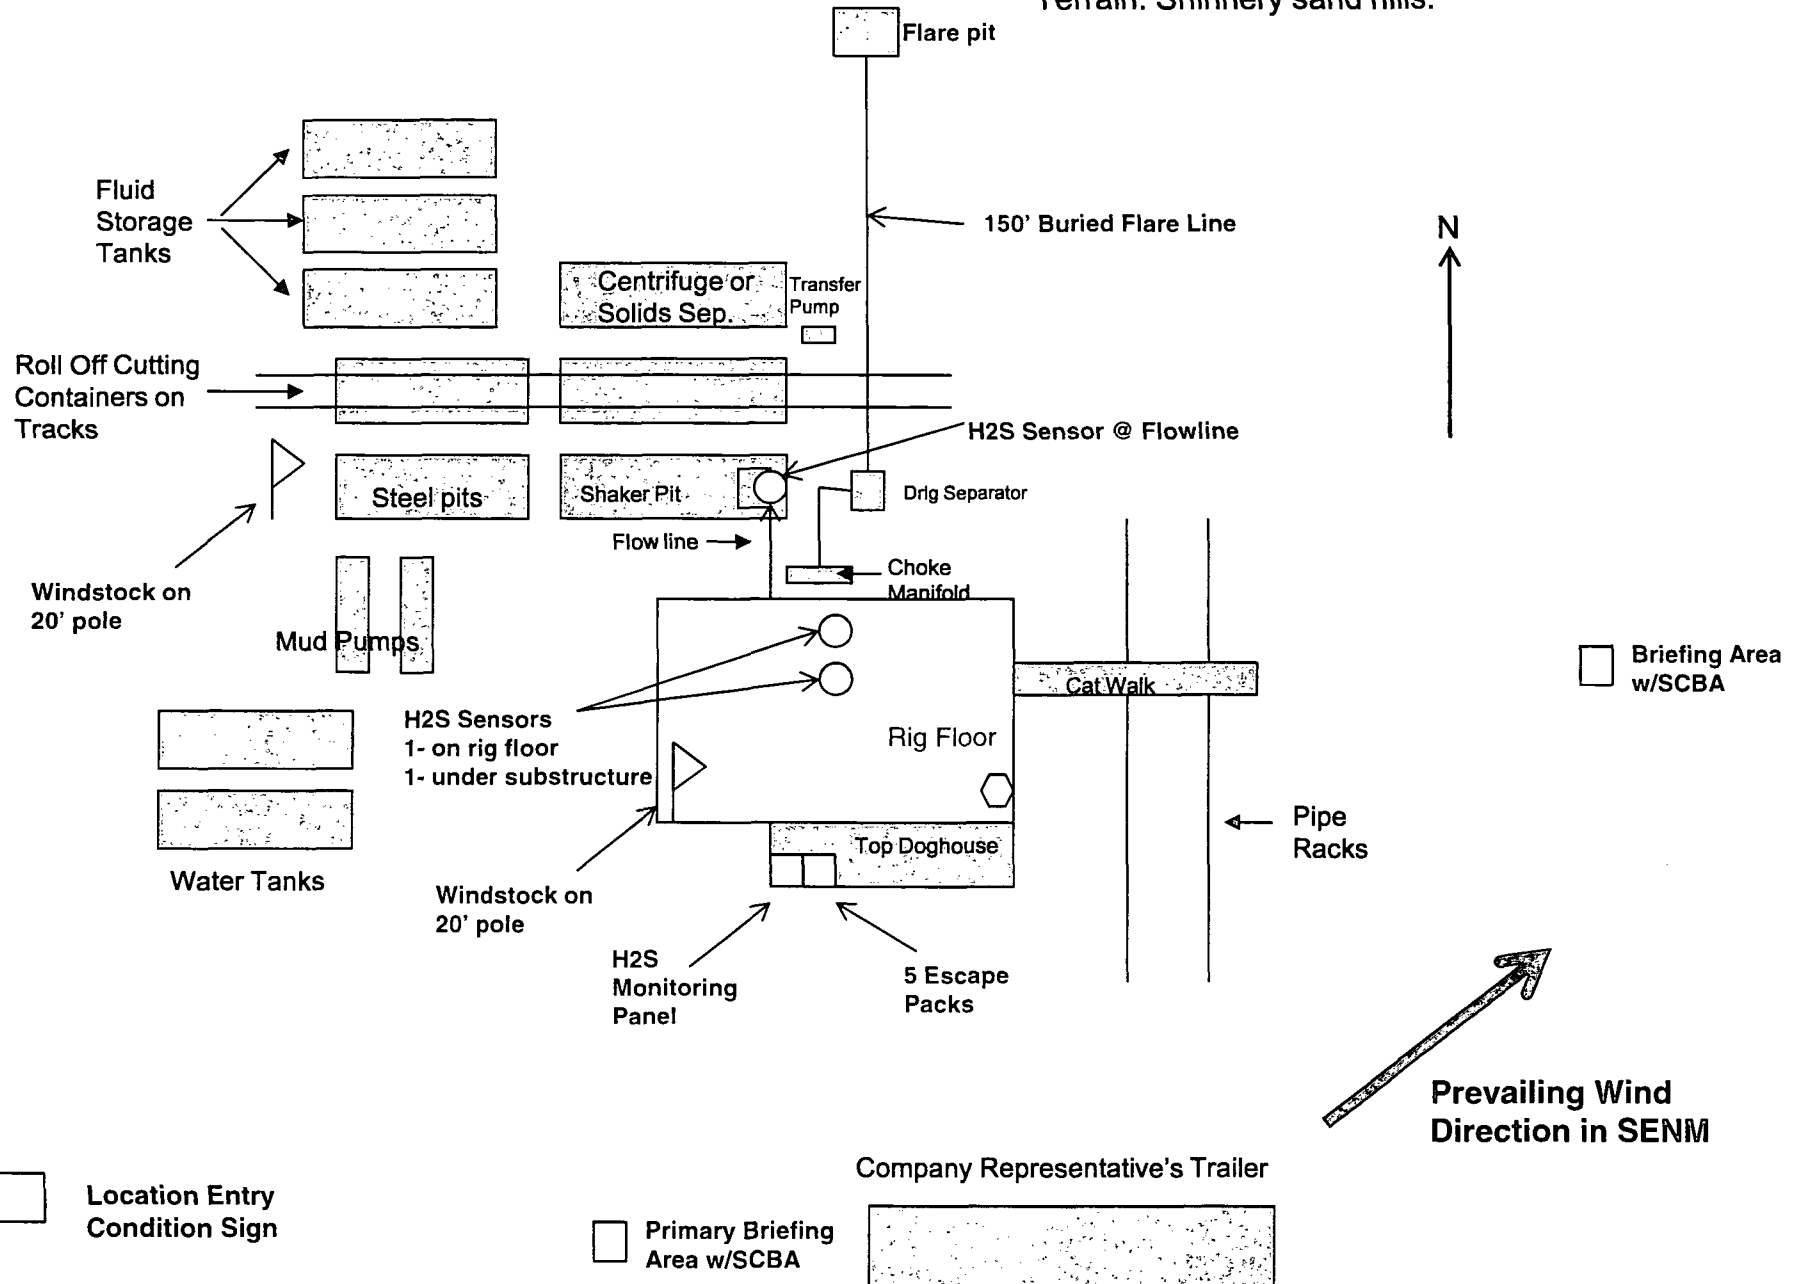 Terrain: Shinnery sand hills.
Flare pit
Fluid
Storage
Tanks
150' Buried Flare Line
N
Centrifuge or
Solids Sep.
Transfer
Pump
Roll Off Cutting
Containers on
Tracks
H2S Sensor @ Flowline
Steel pits
Shaker Pit
Drlg Separator
Flow line
Choke
Manifold
Windstock on
20' pole
Mud Pumps
Briefing Area
w/SCBA
Cat Walk
H2S Sensors
1- on rig floor
1- under substructure
Rig Floor
Pipe
Racks
Top Doghouse
Water Tanks
Windstock on
20' pole
H2S
Monitoring
Panel
5 Escape
Packs
Prevailing Wind
Direction in SENM
Company Representative's Trailer
Location Entry
Condition Sign
Primary Briefing
Area w/SCBA